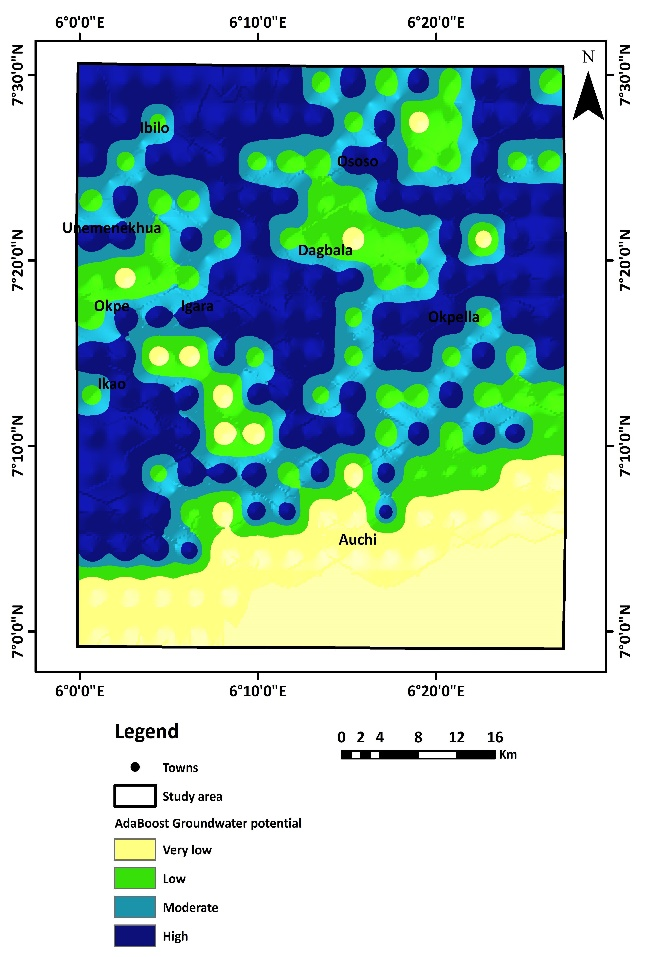 6°0'0"E 6°10'0"E 6°20'0"E
N
7°30'0"N 7°30'0"N
Ibilo
Ososo
Unemenekhua
Dagbala
7°20'0"N 7°20'0"N
Okpe Igara Okpella
Ikao
7°10'0"N 7°10'0"N
Auchi
7°0'0"N 7°0'0"N
6°0'0"E 6°10'0"E 6°20'0"E
Legend
0 2 4 8 12 16
Km
Towns
Study area
AdaBoost Groundwater potential
Very low
Low
Moderate
High